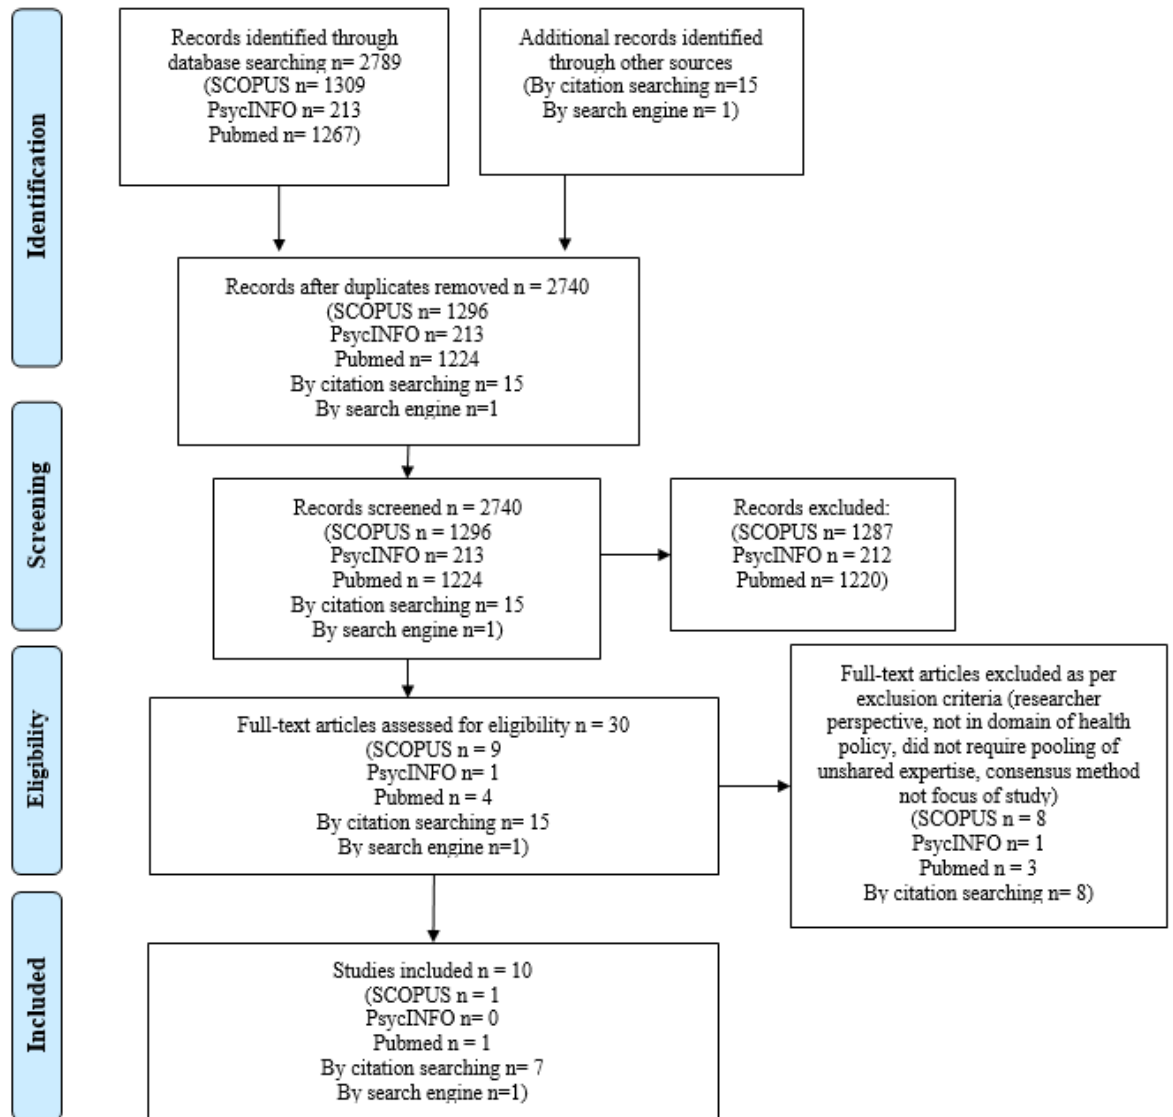 Identification
Records identified through
database searching n= 2789
(SCOPUS n= 1309
PsycINFO n= 213
Pubmed n= 1267)
Additional records identified
through other sources
(By citation searching n=15
By search engine n= 1)
Records after duplicates removed n = 2740
(SCOPUS n= 1296
PsycINFO n= 213
Pubmed n= 1224
By citation searching n= 15
By search engine n=1
Screening
Records screened n = 2740
(SCOPUS n = 1296
PsycINFO n= 213
Pubmed n = 1224
By citation searching n= 15
By search engine n=1)
Records excluded:
(SCOPUS n= 1287
PsycINFO n = 212
Pubmed n= 1220)
Eligibility
Full-text articles assessed for eligibility n = 30
(SCOPUS n = 9
PsycINFO n= 1
Pubmed n = 4
By citation searching n= 15
By search engine n=1)
Full-text articles excluded as per
exclusion criteria (researcher
perspective, not in domain of health
policy, did not require pooling of
unshared expertise, consensus method
not focus of study)
(SCOPUS n = 8
PsycINFO n= 1
Pubmed n = 3
By citation searching n= 8)
Included
Studies included n = 10
(SCOPUS n = 1
PsycINFO n= 0
Pubmed n = 1
By citation searching n= 7
By search engine n=1)